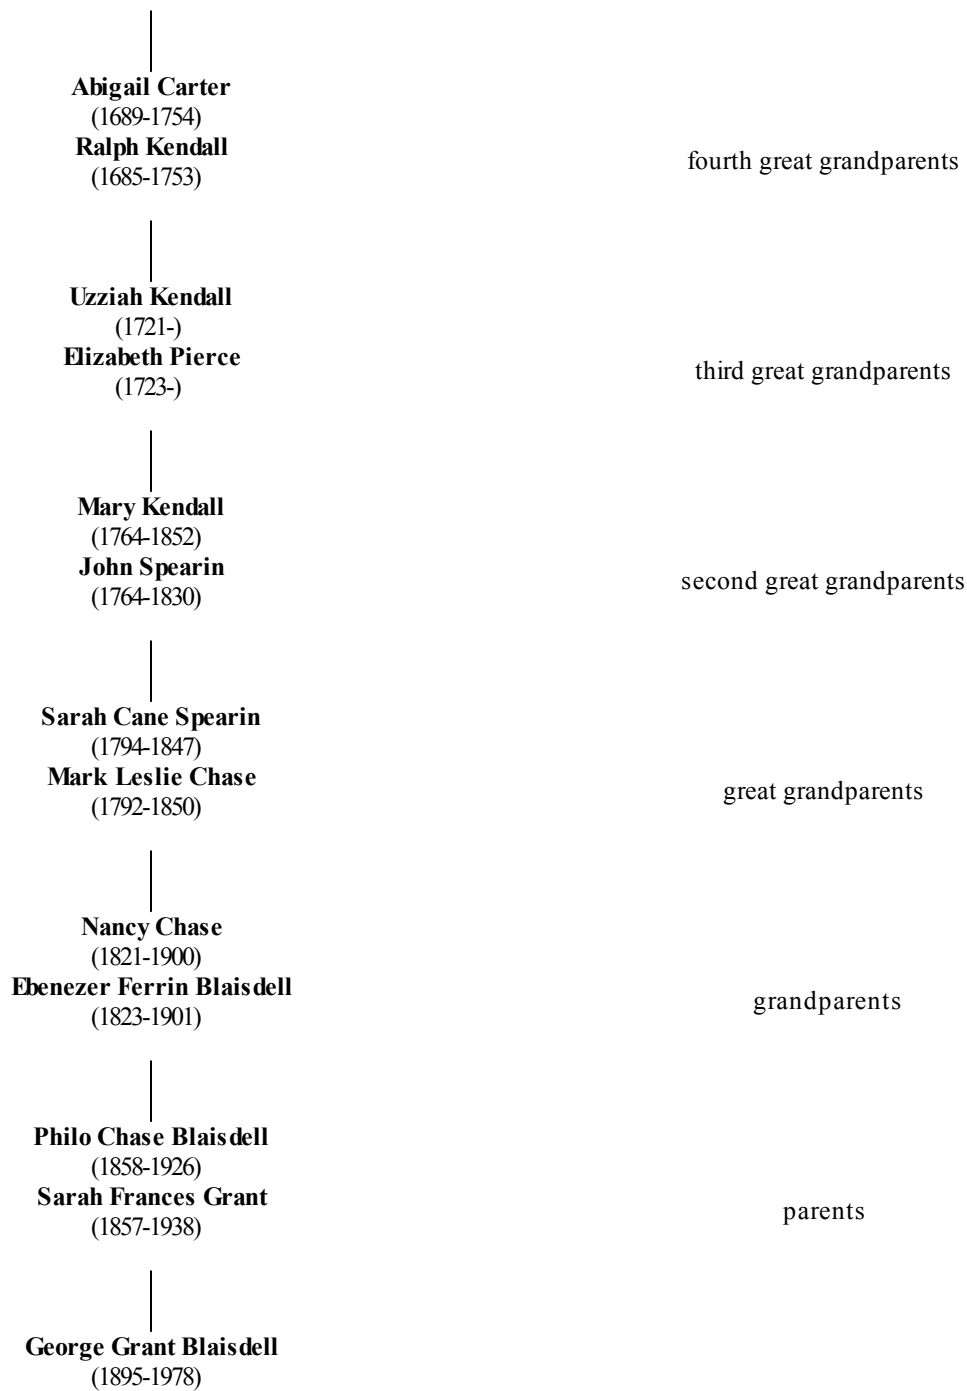 Abigail Carter
(1689-1754)
Ralph Kendall
(1685-1753)
fourth great grandparents
Uzziah Kendall
(1721-)
Elizabeth Pierce
(1723-)
third great grandparents
Mary Kendall
(1764-1852)
John Spearin
(1764-1830)
second great grandparents
Sarah Cane Spearin
(1794-1847)
Mark Leslie Chase
(1792-1850)
great grandparents
Nancy Chase
(1821-1900)
Ebenezer Ferrin Blaisdell
(1823-1901)
grandparents
Philo Chase Blaisdell
(1858-1926)
Sarah Frances Grant
(1857-1938)
parents
George Grant Blaisdell
(1895-1978)